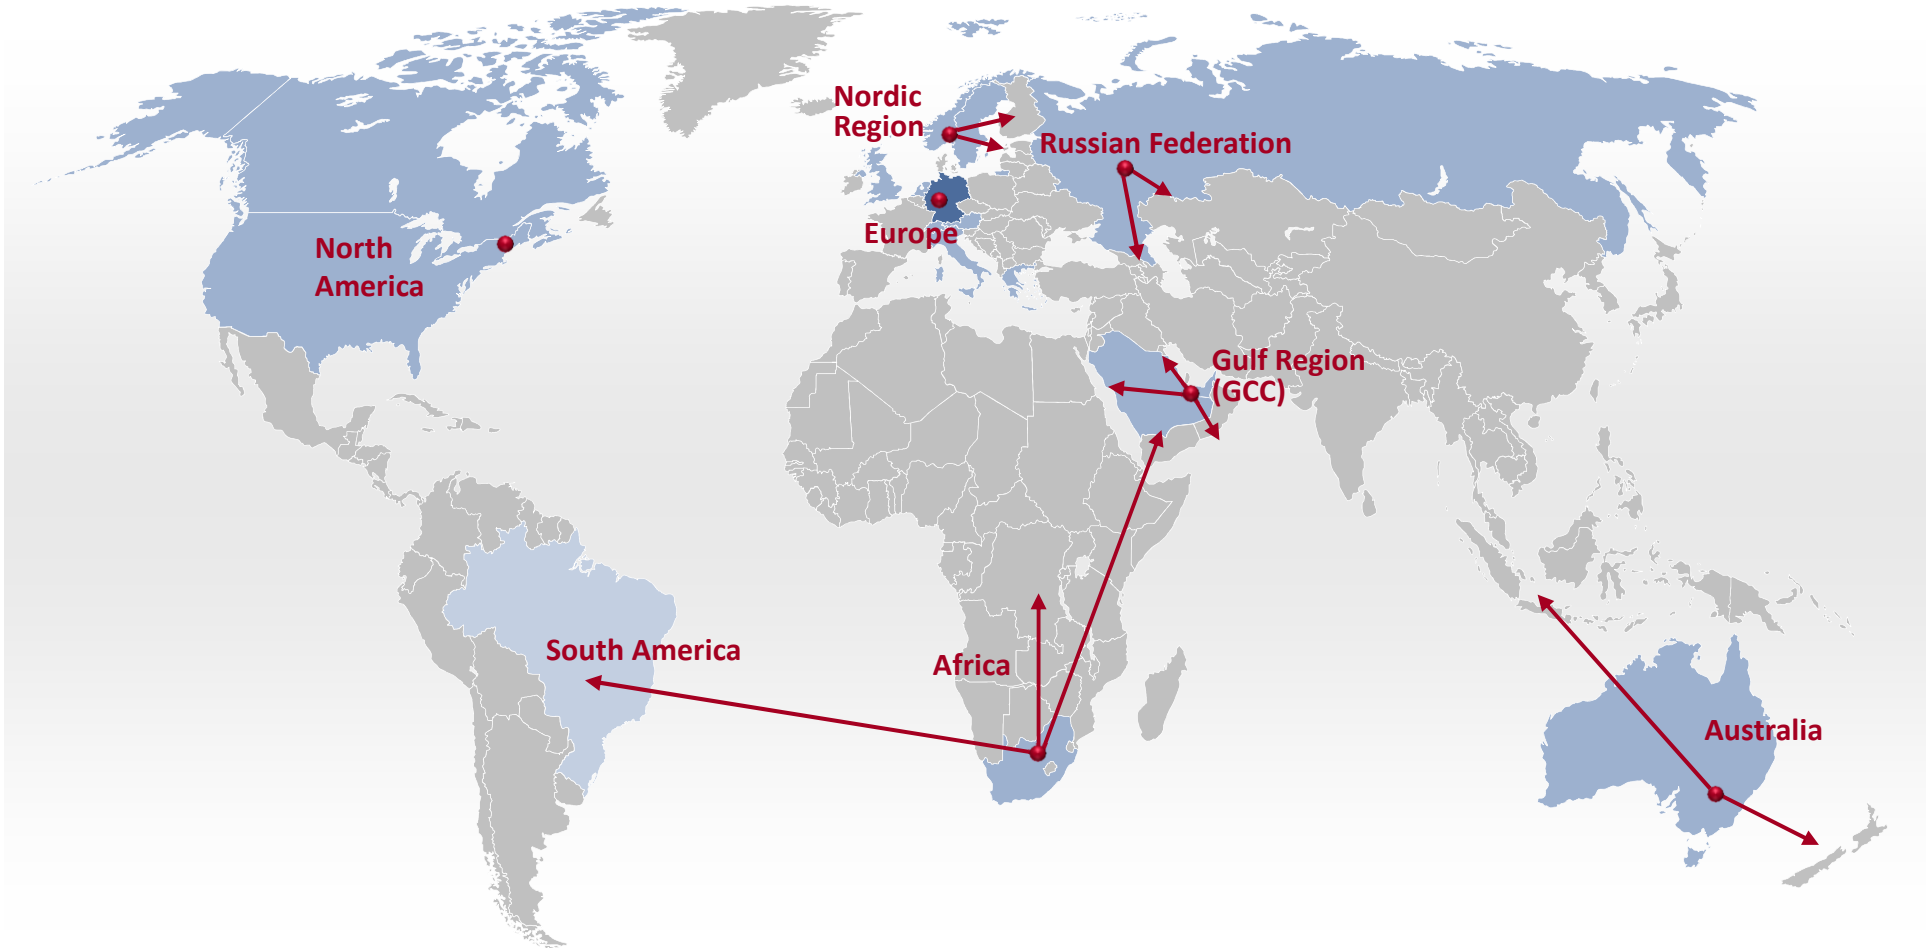 Nordic
Region
Russian Federation
Europe
North
America
Gulf Region
(GCC)
South America
Africa
Australia